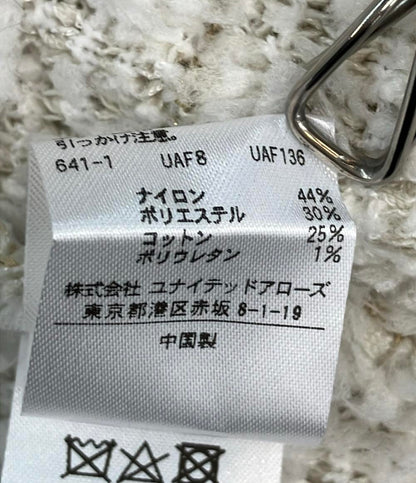 引っかけ注意。
641-1 UAF8 UAF136
ナイロン 44%
ポリエステル 30%
コットン 25%
ポリウレタン 1%
株式会社 ユナイテッドアローズ
東京都港区赤坂 8-1-19
中国製